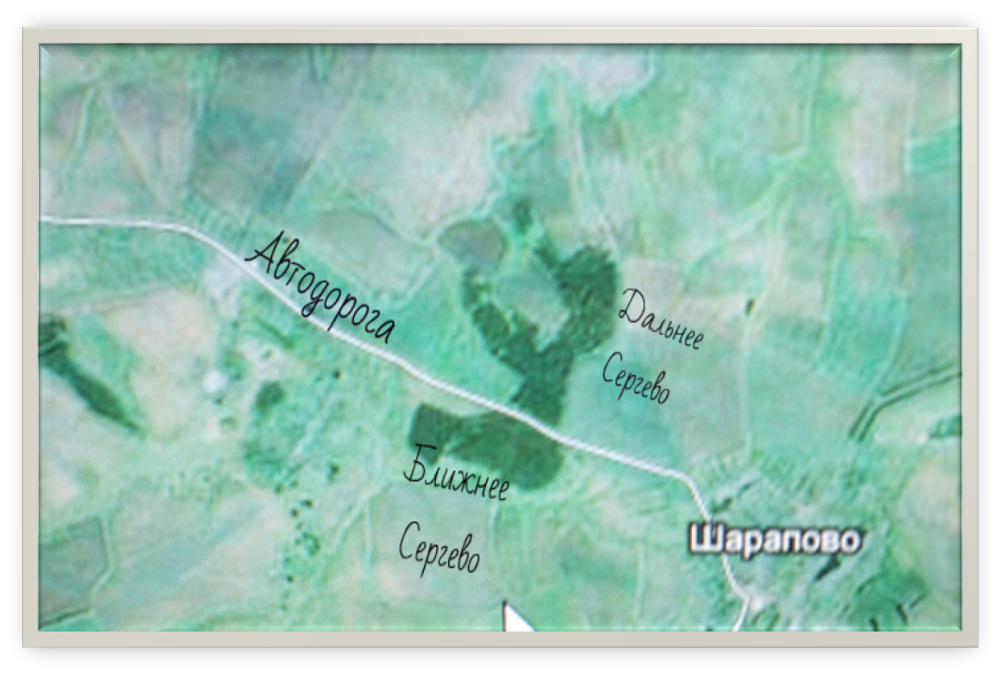 Автодорога
Дальнее
Сергево
Ближнее
Сергево
Шарапово